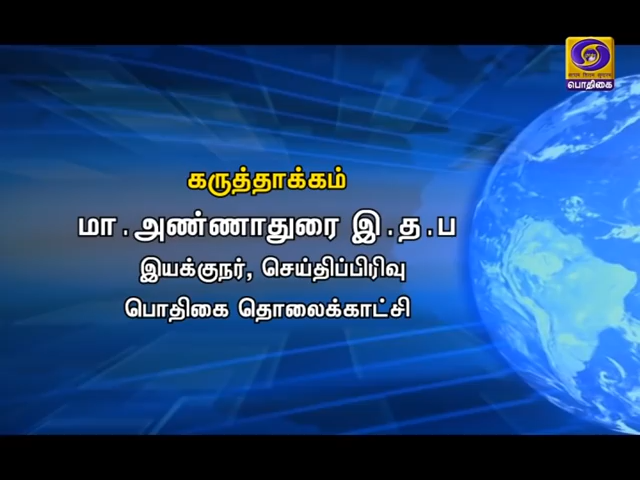 பொதிகை
கருத்தாக்கம்
மா.அண்ணாதுரை இ.த.ப
இயக்குநர், செய்திப்பிரிவு
பொதிகை தொலைக்காட்சி